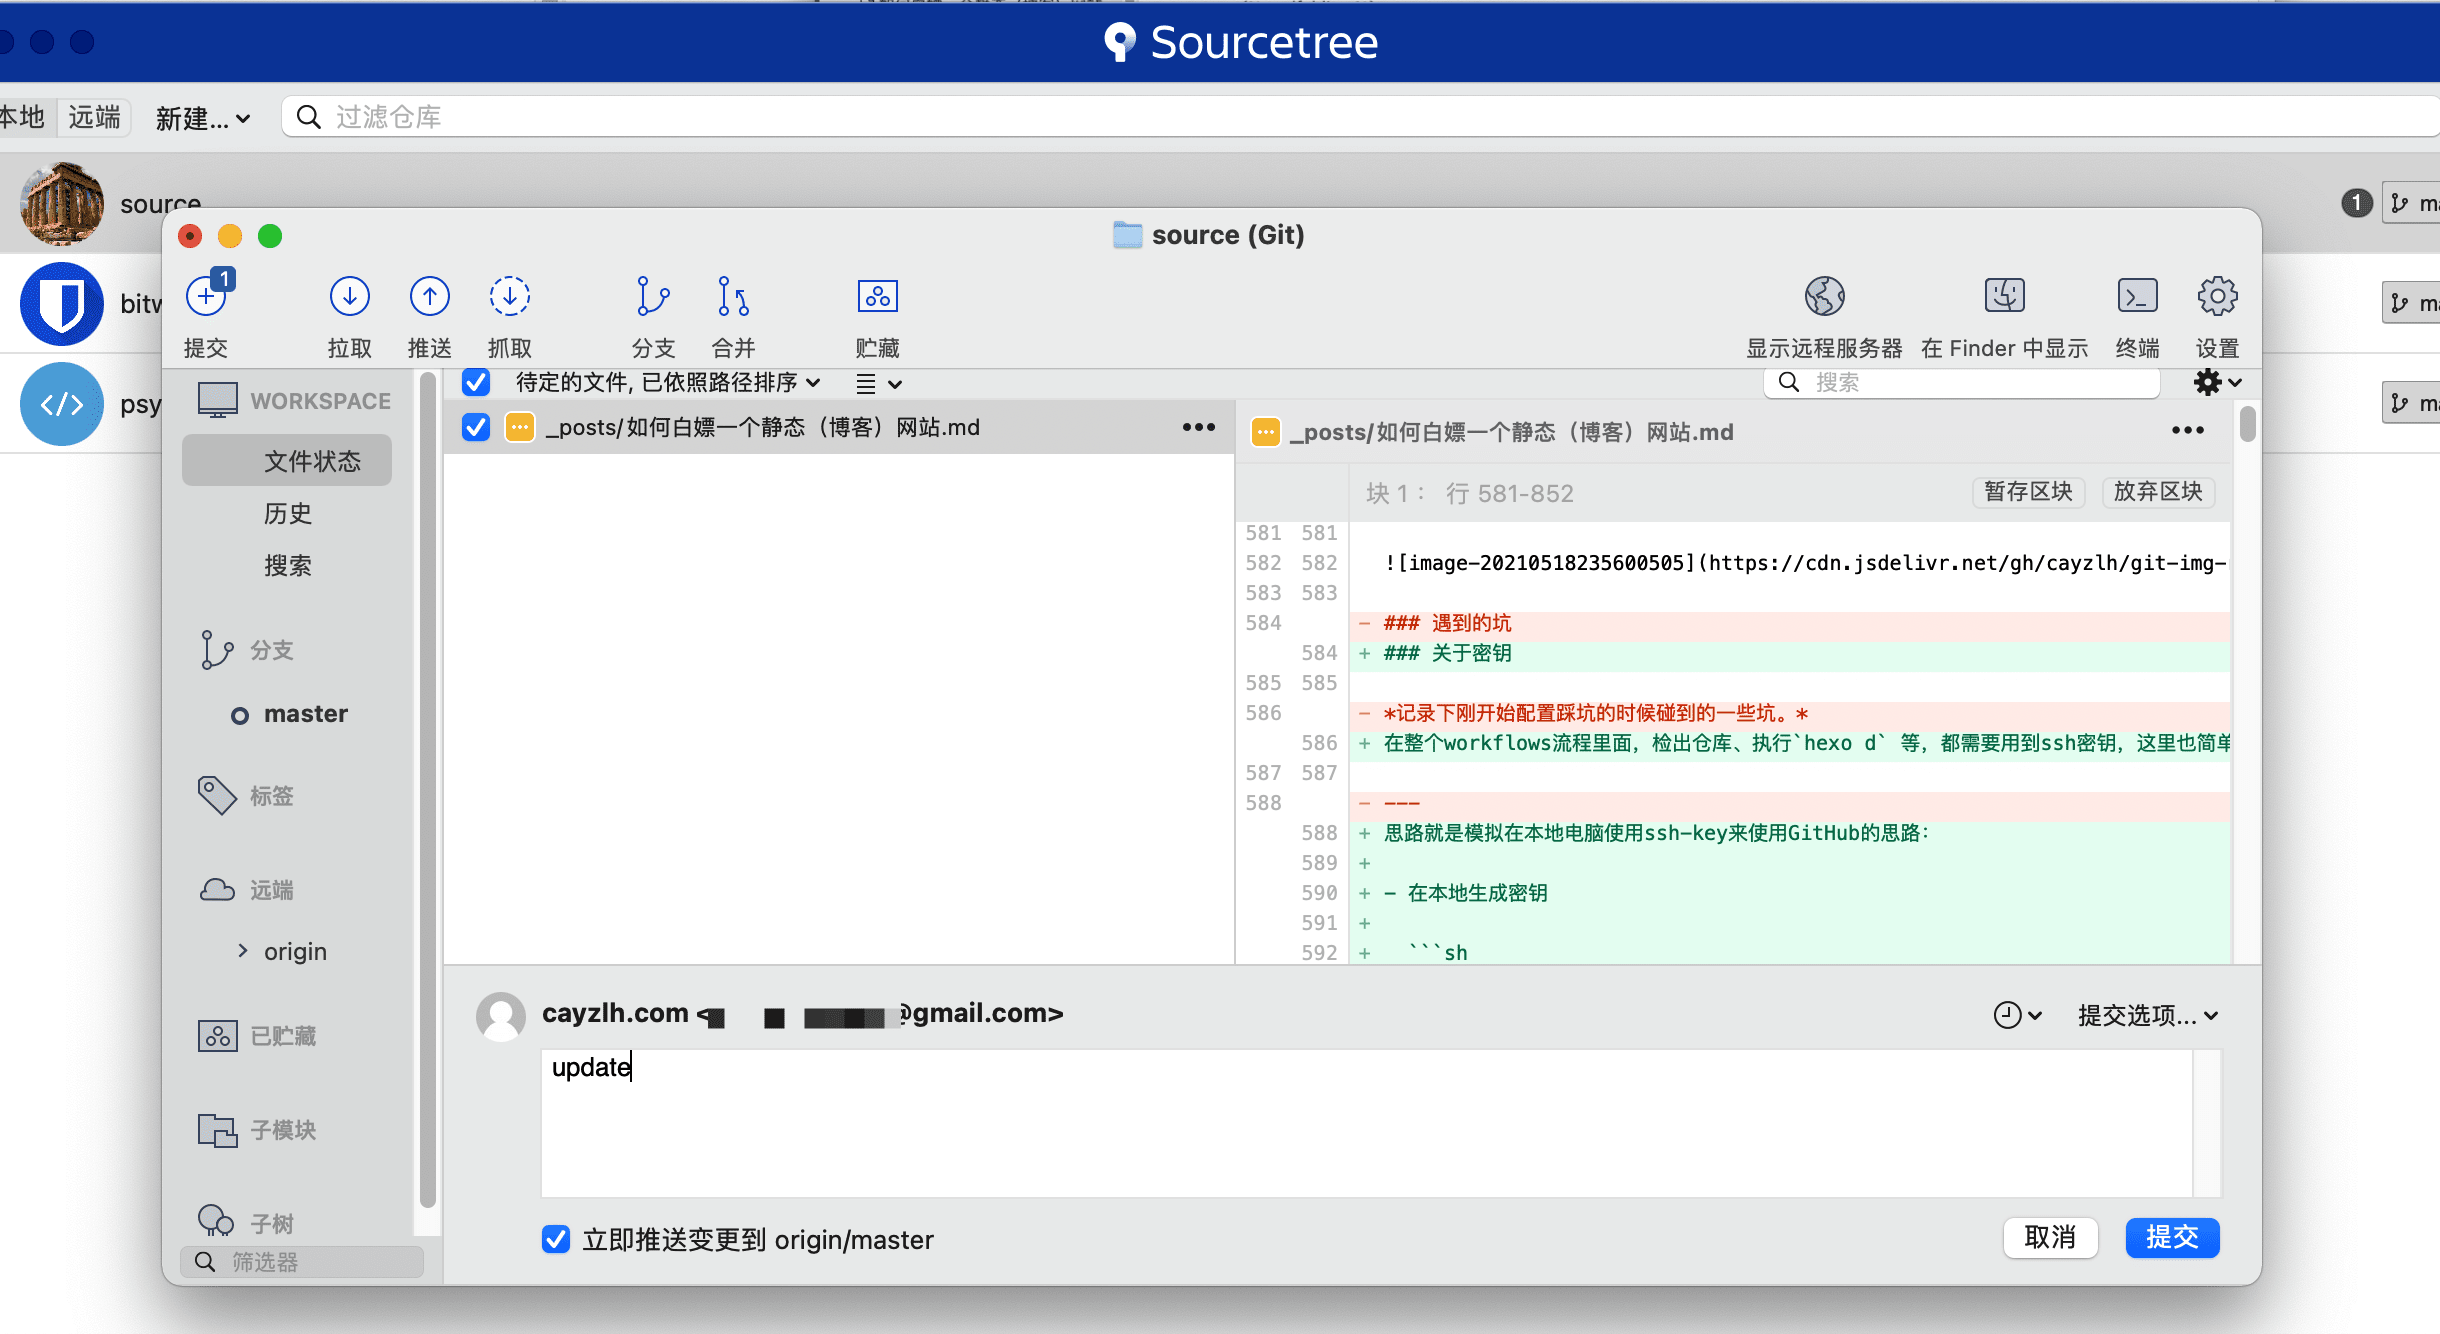 Sourcetree
本地 远端 新建... 过滤仓库
source
1
source (Git)
1
提交 拉取 推送 抓取 分支 合并 贮藏 显示远程服务器 在 Finder 中显示 终端 设置
WORKSPACE
文件状态
历史
搜索
分支
master
标签
远端
origin
已贮藏
子模块
子树
筛选器
待定的文件, 已依照路径排序
搜索
_posts/如何白嫖一个静态（博客）网站.md
_posts/如何白嫖一个静态（博客）网站.md
块 1： 行 581-852
暂存区块 放弃区块
581 581
582 582 ![image-20210518235600505](https://cdn.jsdelivr.net/gh/cayzlh/git-img-
583 583
584 - ### 遇到的坑
584 + ### 关于密钥
585 585
586 - *记录下刚开始配置踩坑的时候碰到的一些坑。*
586 + 在整个workflows流程里面，检出仓库、执行`hexo d` 等，都需要用到ssh密钥，这里也简单
587 587
588 - ---
588 + 思路就是模拟在本地电脑使用ssh-key来使用GitHub的思路：
589 +
590 + - 在本地生成密钥
591 +
592 + ```sh
cayzlh.com < @gmail.com>
提交选项...
update
立即推送变更到 origin/master
取消 提交